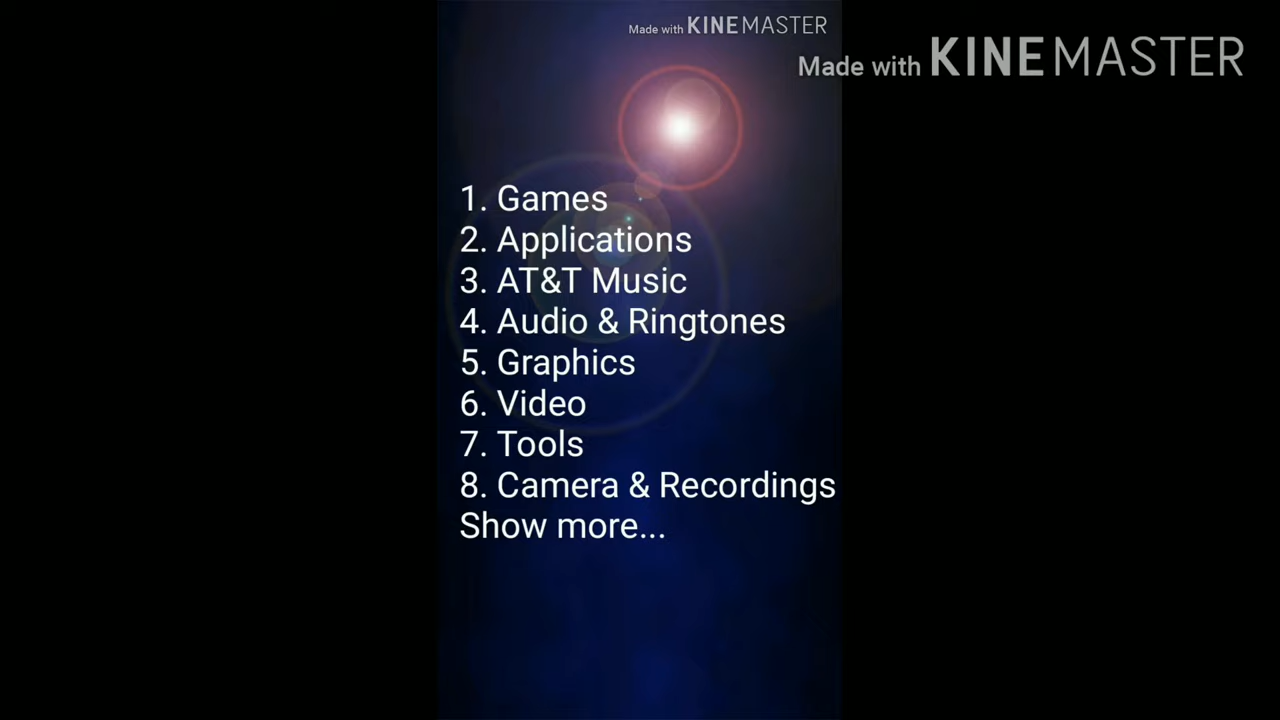 Made with KINEMASTER
Made with KINEMASTER
1. Games
2. Applications
3. AT&T Music
4. Audio & Ringtones
5. Graphics
6. Video
7. Tools
8. Camera & Recordings
Show more...